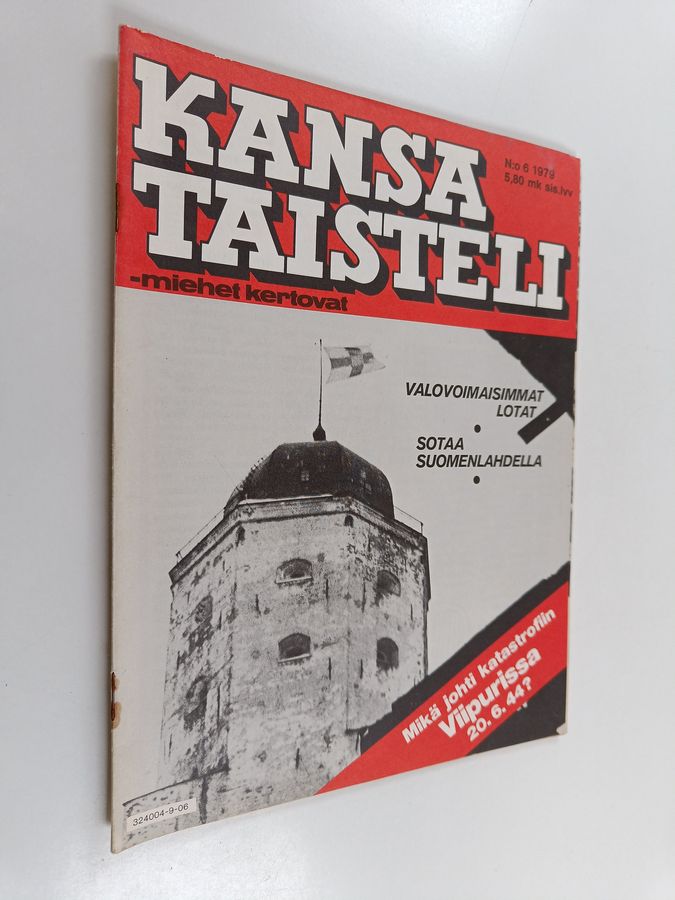 KANSA
TAISTELI
-miehet kertovat
N:o 6 1979
5,80 mk sis.lvv
VALOVOIMAISIMMAT
LOTAT
•
SOTAA
SUOMENLAHDELLA
•
Mikä johti katastrofiin
Viipurissa
20.6.44?
324004-9-06